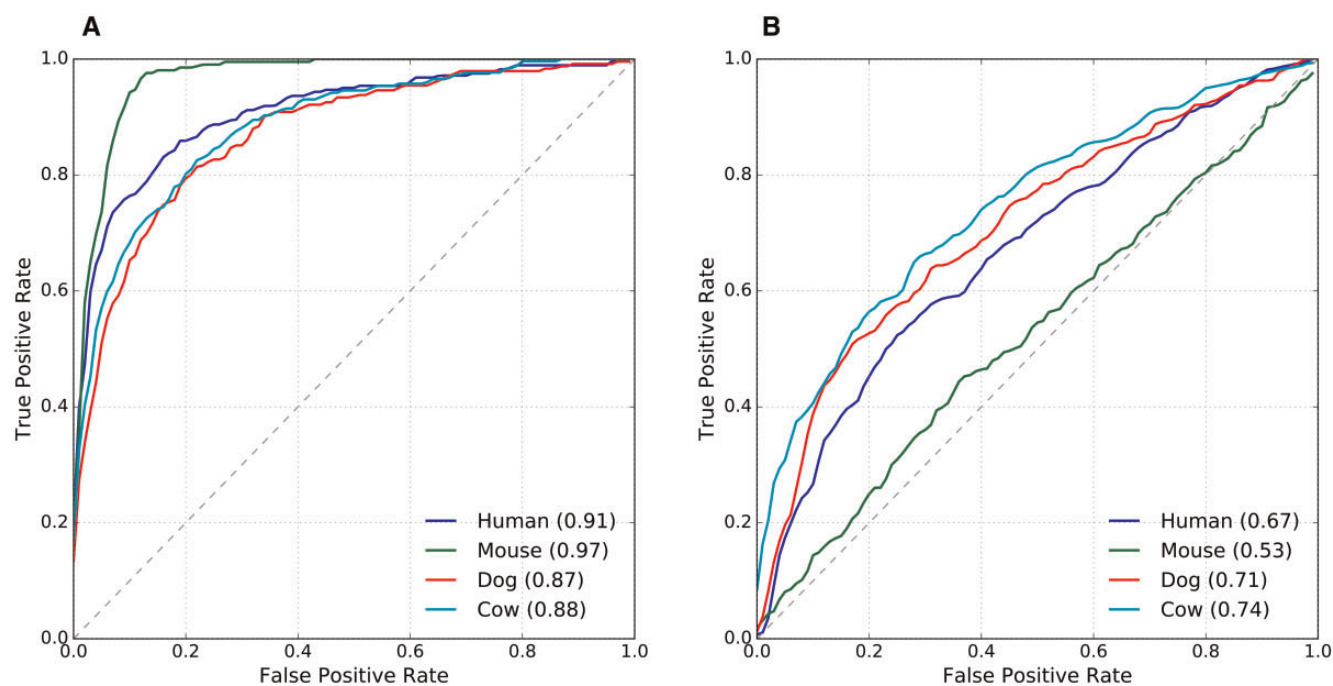 A
1.0
0.8
0.6
0.4
0.2
0.0
True Positive Rate
0.0 0.2 0.4 0.6 0.8 1.0
False Positive Rate
Human (0.91)
Mouse (0.97)
Dog (0.87)
Cow (0.88)
B
1.0
0.8
0.6
0.4
0.2
0.0
True Positive Rate
0.0 0.2 0.4 0.6 0.8 1.0
False Positive Rate
Human (0.67)
Mouse (0.53)
Dog (0.71)
Cow (0.74)